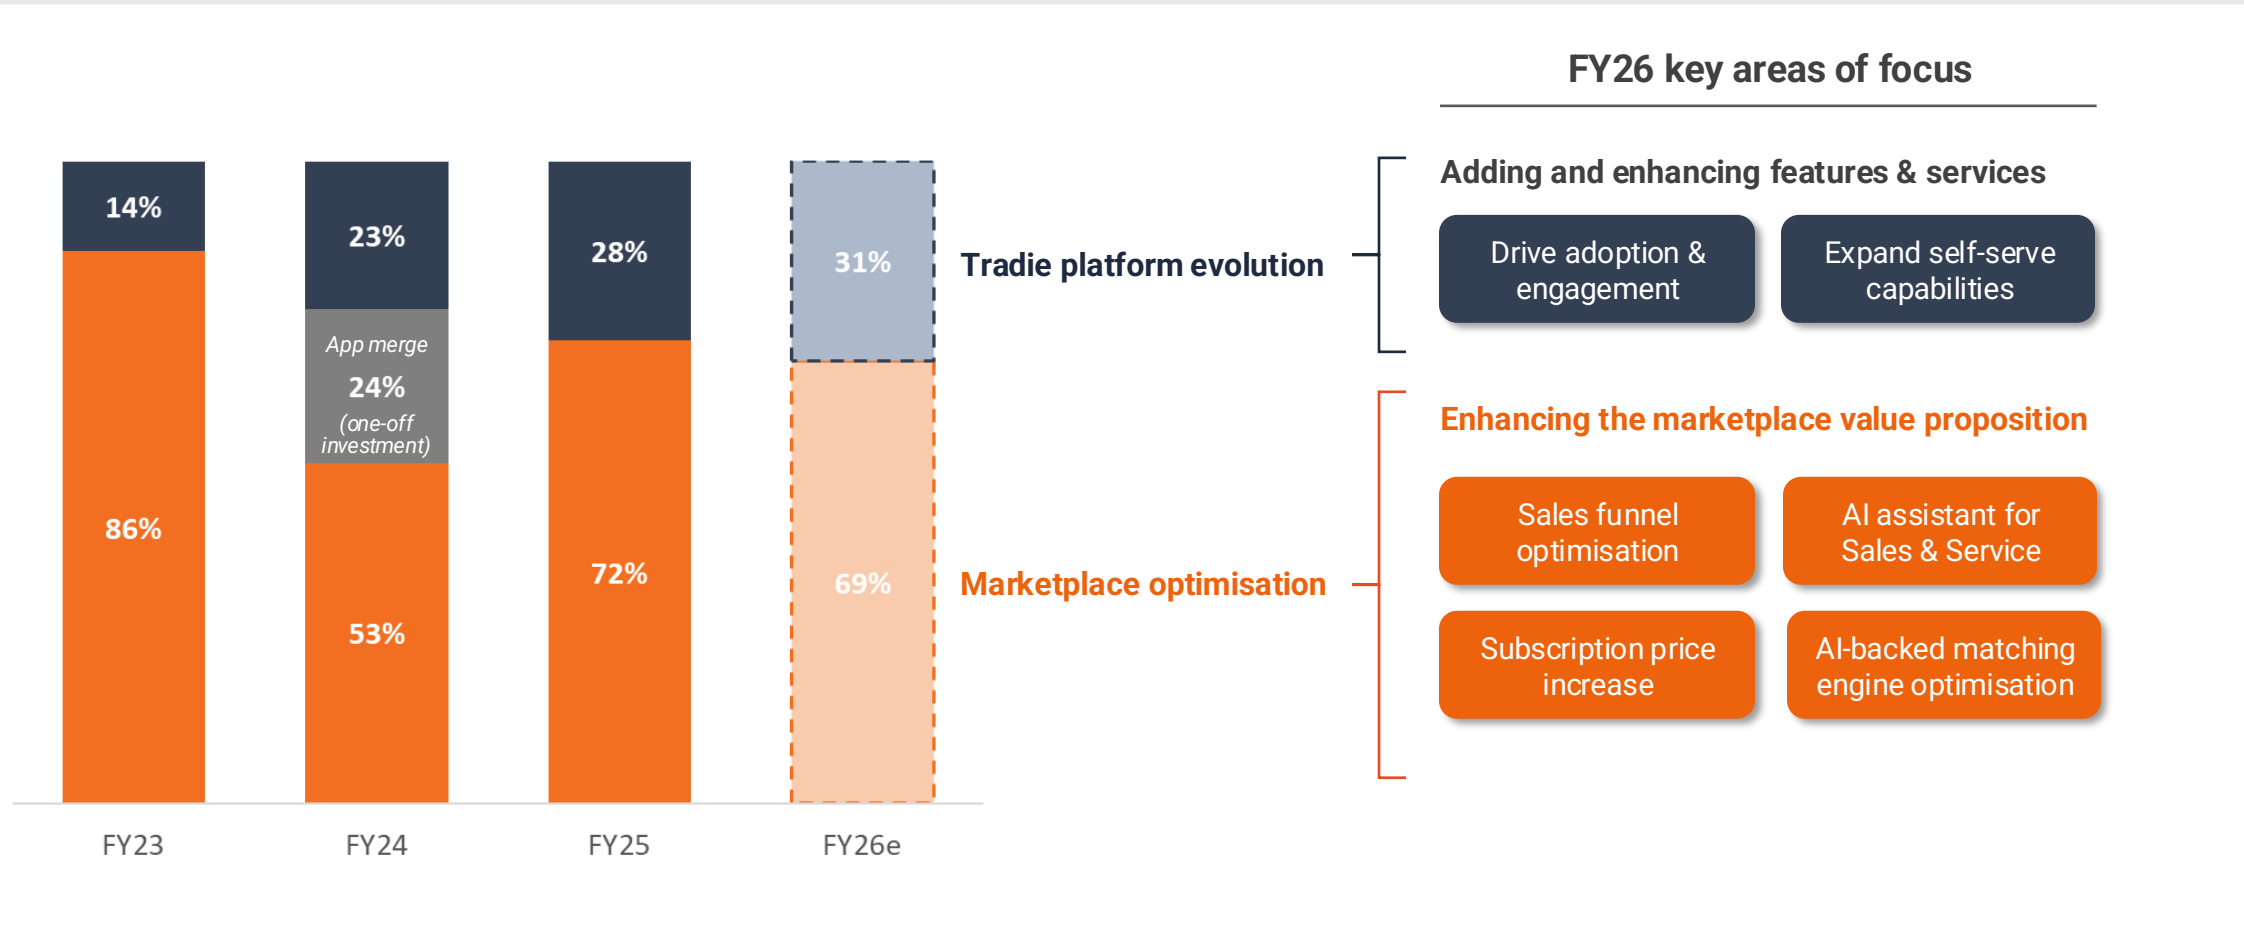 FY26 key areas of focus
14%
86%
23%
App merge
24%
(one-off
investment)
53%
28%
72%
31%
69%
FY23
FY24
FY25
FY26e
Tradie platform evolution
Marketplace optimisation
Adding and enhancing features & services
Drive adoption &
engagement
Expand self-serve
capabilities
Enhancing the marketplace value proposition
Sales funnel
optimisation
AI assistant for
Sales & Service
Subscription price
increase
AI-backed matching
engine optimisation